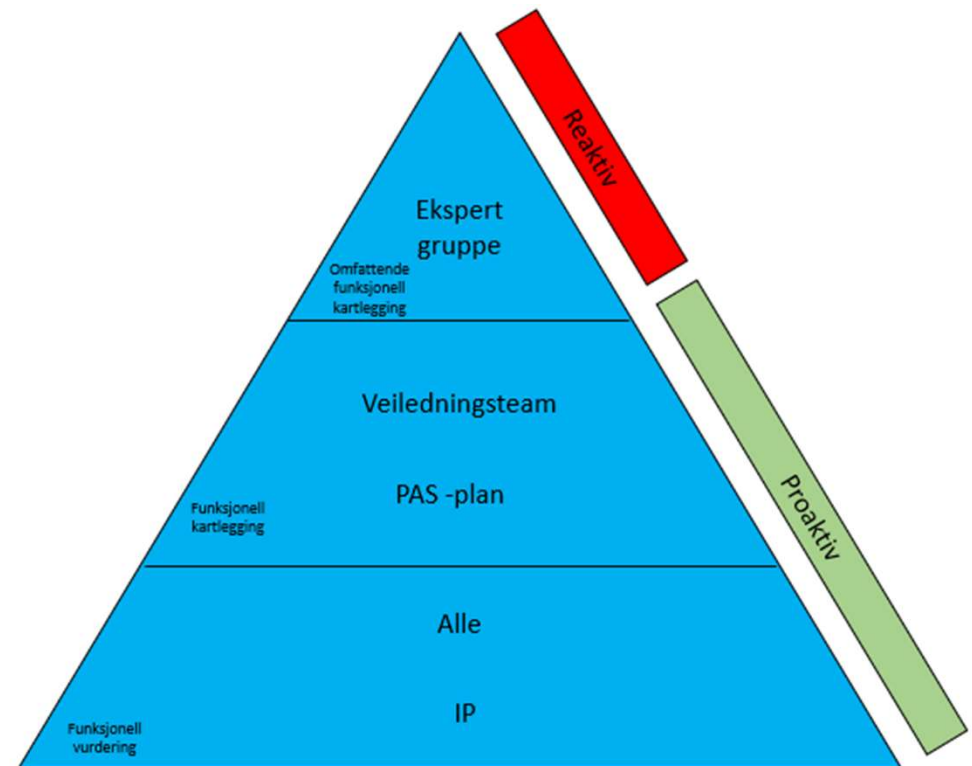 Reaktiv
Ekspert
gruppe
Omfattende
funksjonell
kartlegging
Veiledningsteam
PAS -plan
Proaktiv
Funksjonell
kartlegging
Alle
IP
Funksjonell
vurdering